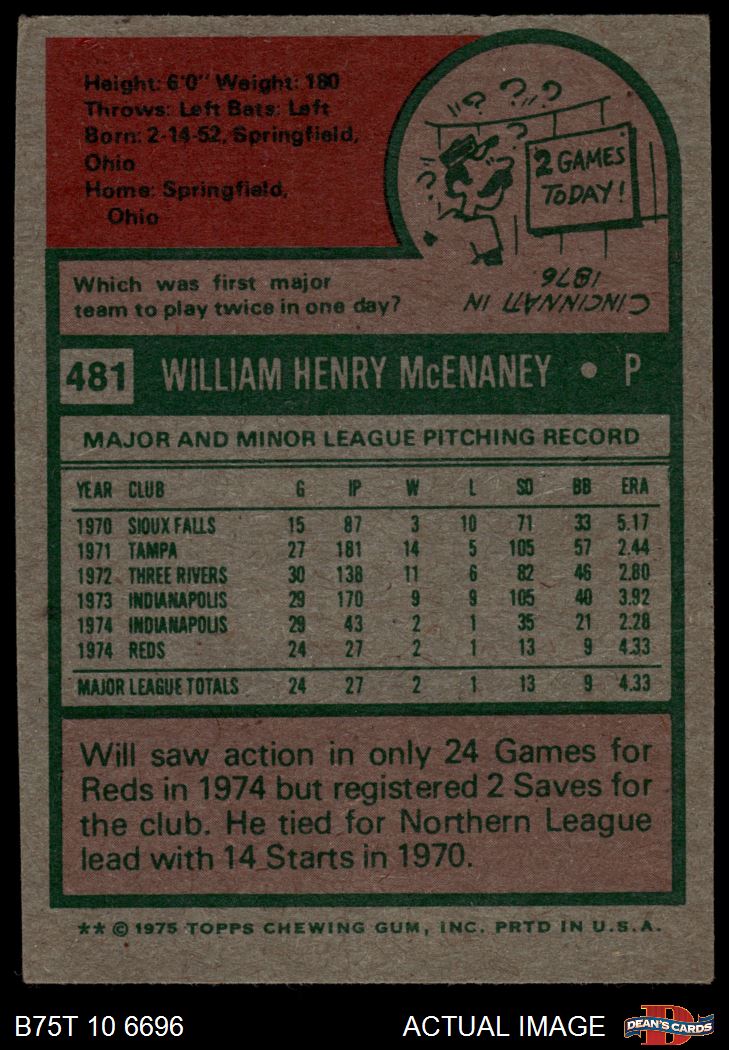 Height: 6'0" Weight: 180
Throws: Left Bats: Left
Born: 2-14-52, Springfield,
Ohio
Home: Springfield,
Ohio
? ? ? ?
? ?
2 GAMES
TODAY!
Which was first major
team to play twice in one day?
CINCINNATI IN
1876.
481 WILLIAM HENRY McENANEY • P
MAJOR AND MINOR LEAGUE PITCHING RECORD
YEAR CLUB G IP W L SO BB ERA
1970 SIOUX FALLS 15 87 3 10 71 33 5.17
1971 TAMPA 27 181 14 5 105 57 2.44
1972 THREE RIVERS 30 138 11 6 82 46 2.80
1973 INDIANAPOLIS 29 170 9 9 105 40 3.92
1974 INDIANAPOLIS 29 43 2 1 35 21 2.28
1974 REDS 24 27 2 1 13 9 4.33
MAJOR LEAGUE TOTALS 24 27 2 1 13 9 4.33
Will saw action in only 24 Games for
Reds in 1974 but registered 2 Saves for
the club. He tied for Northern League
lead with 14 Starts in 1970.
** © 1975 TOPPS CHEWING GUM, INC. PRTD IN U.S.A.
B75T 10 6696 ACTUAL IMAGE
D
DEAN'S CARDS